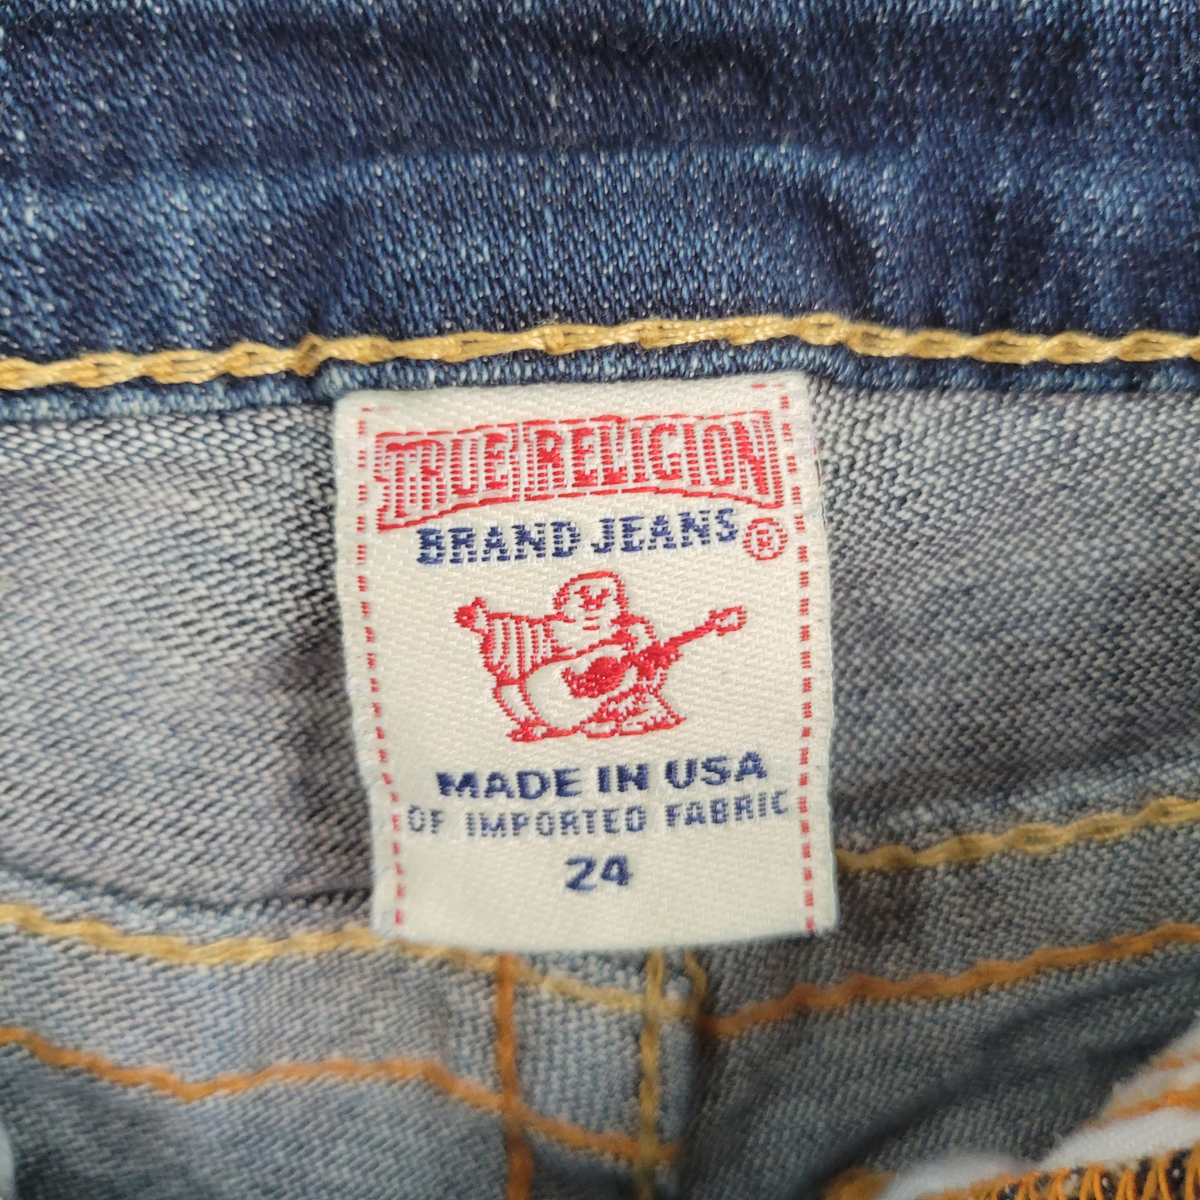 TRUE RELIGION
BRAND JEANS ®
MADE IN USA
OF IMPORTED FABRIC
24